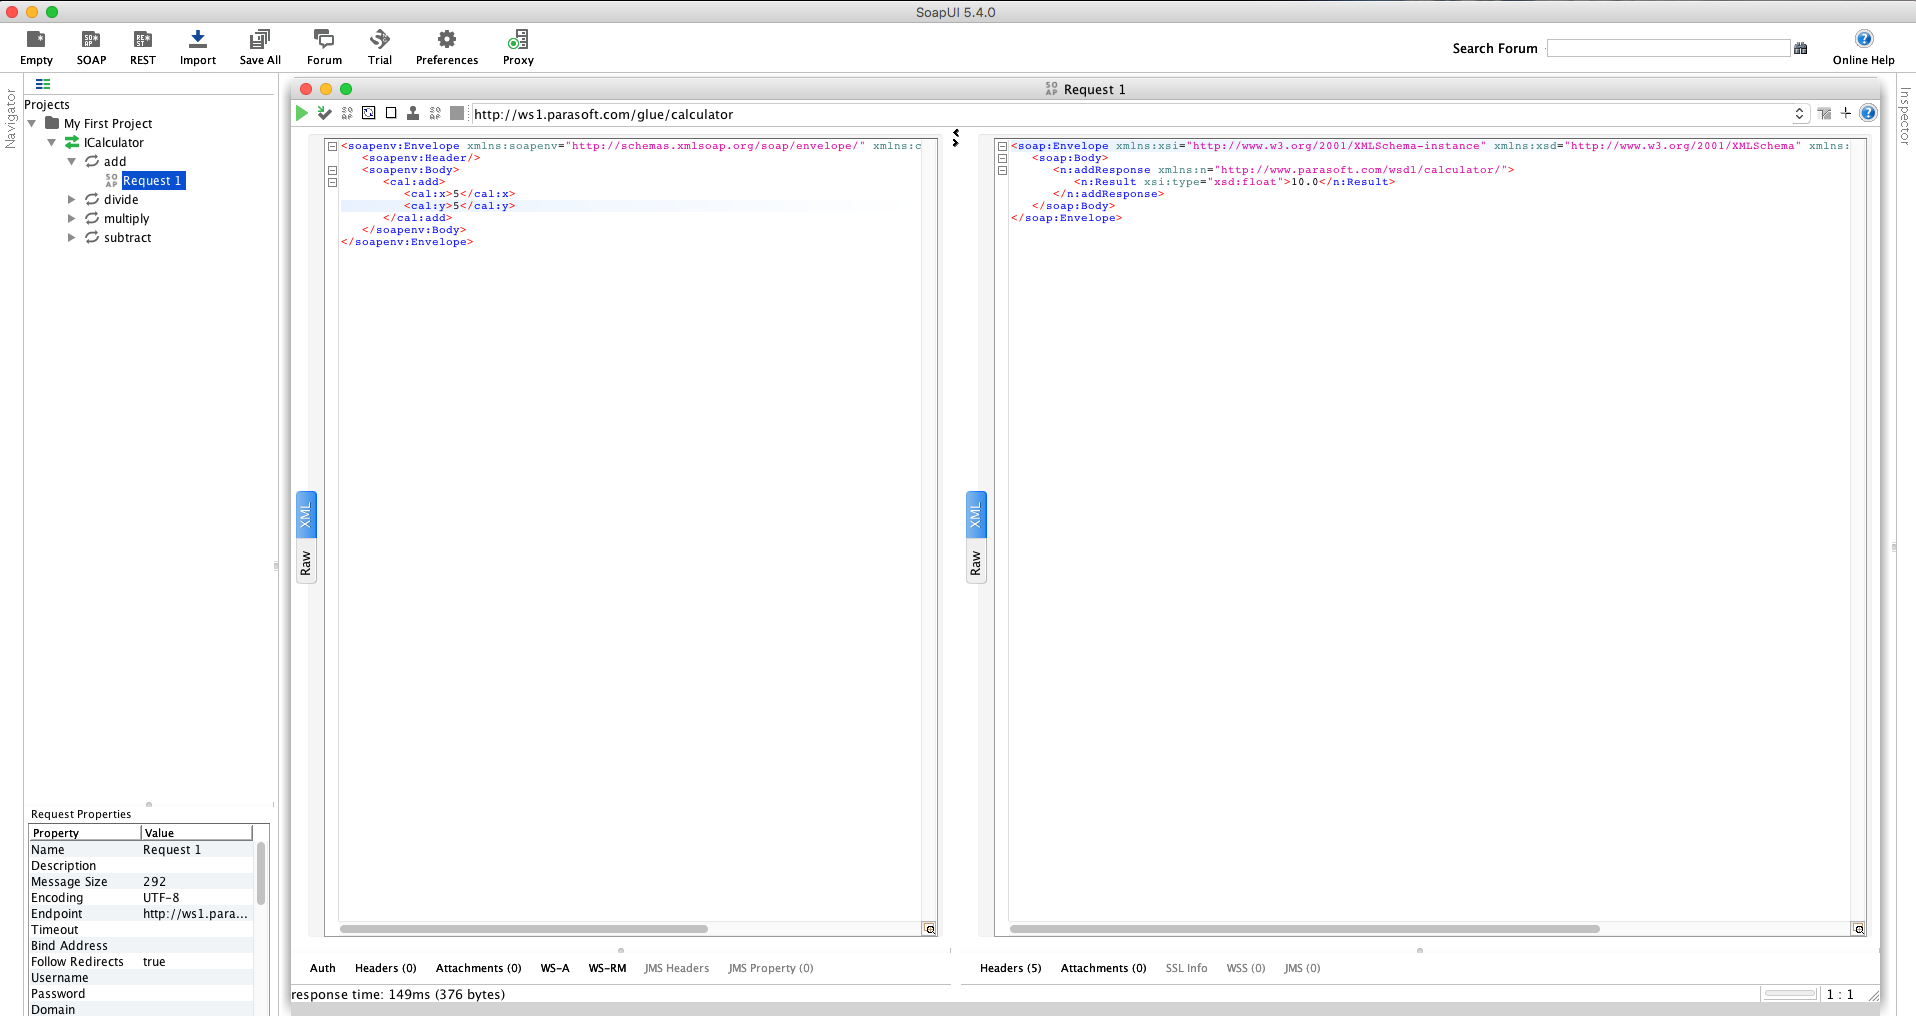 SoapUI 5.4.0
Empty SOAP REST Import Save All Forum Trial Preferences Proxy
Search Forum
Online Help
Navigator
Projects
My First Project
ICalculator
add
SO AP Request 1
divide
multiply
subtract
Request Properties
Property Value
Name Request 1
Description
Message Size 292
Encoding UTF-8
Endpoint http://ws1.para...
Timeout
Bind Address
Follow Redirects true
Username
Password
Domain
SO AP Request 1
http://ws1.parasoft.com/glue/calculator
<soapenv:Envelope xmlns:soapenv="http://schemas.xmlsoap.org/soap/envelope/" xmlns:c
<soapenv:Header/>
<soapenv:Body>
<cal:add>
<cal:x>5</cal:x>
<cal:y>5</cal:y>
</cal:add>
</soapenv:Body>
</soapenv:Envelope>
XML
Raw
Auth Headers (0) Attachments (0) WS-A WS-RM JMS Headers JMS Property (0)
<soap:Envelope xmlns:xsi="http://www.w3.org/2001/XMLSchema-instance" xmlns:xsd="http://www.w3.org/2001/XMLSchema" xmlns:
<soap:Body>
<n:addResponse xmlns:n="http://www.parasoft.com/wsdl/calculator/">
<n:Result xsi:type="xsd:float">10.0</n:Result>
</n:addResponse>
</soap:Body>
</soap:Envelope>
XML
Raw
Headers (5) Attachments (0) SSL Info WSS (0) JMS (0)
response time: 149ms (376 bytes)
1 : 1
Inspector